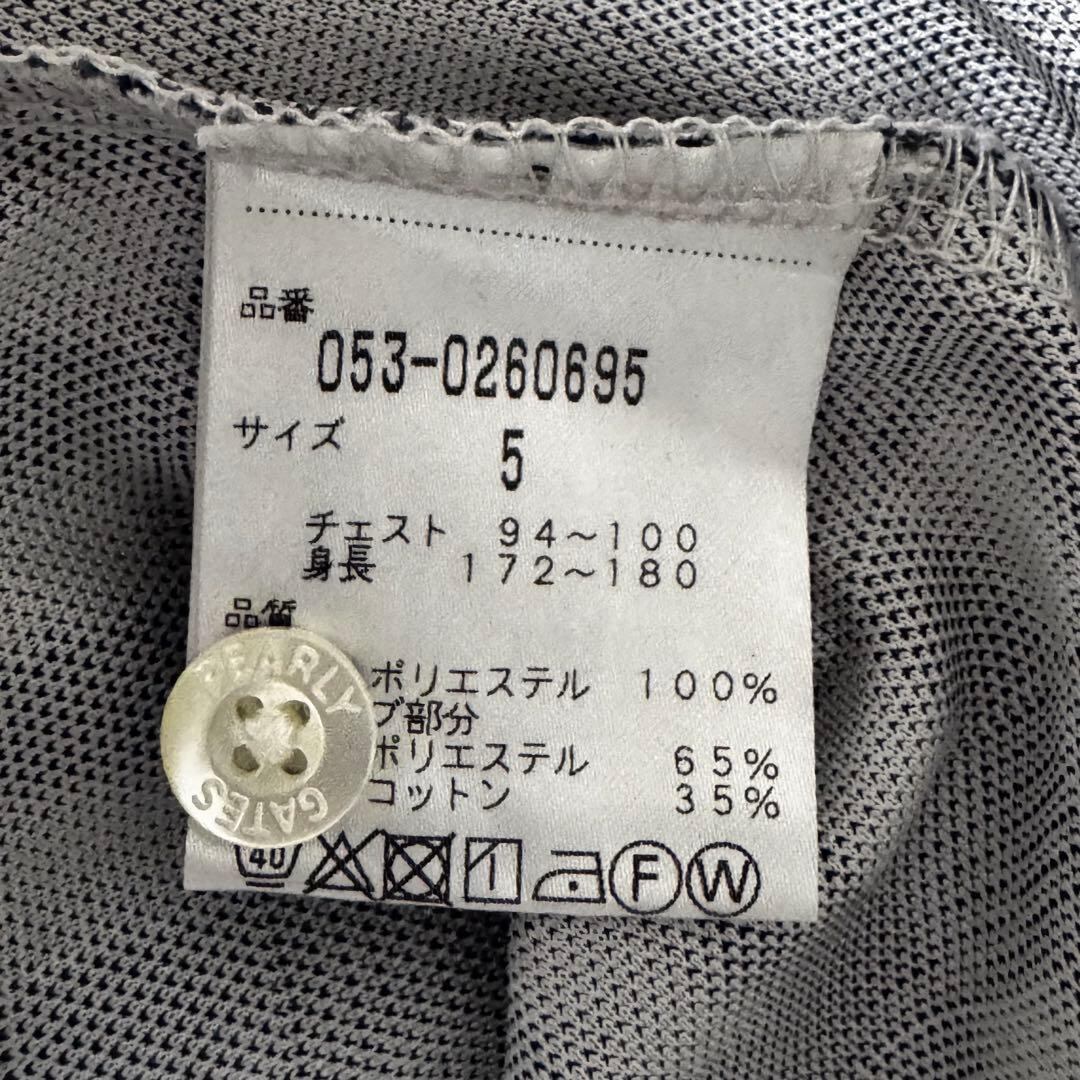 品番
053-0260695
サイズ 5
チェスト 94~100
身長 172~180
品質
ポリエステル 100%
ブ部分
ポリエステル 65%
コットン 35%
PEARLY
GATES
40
F W